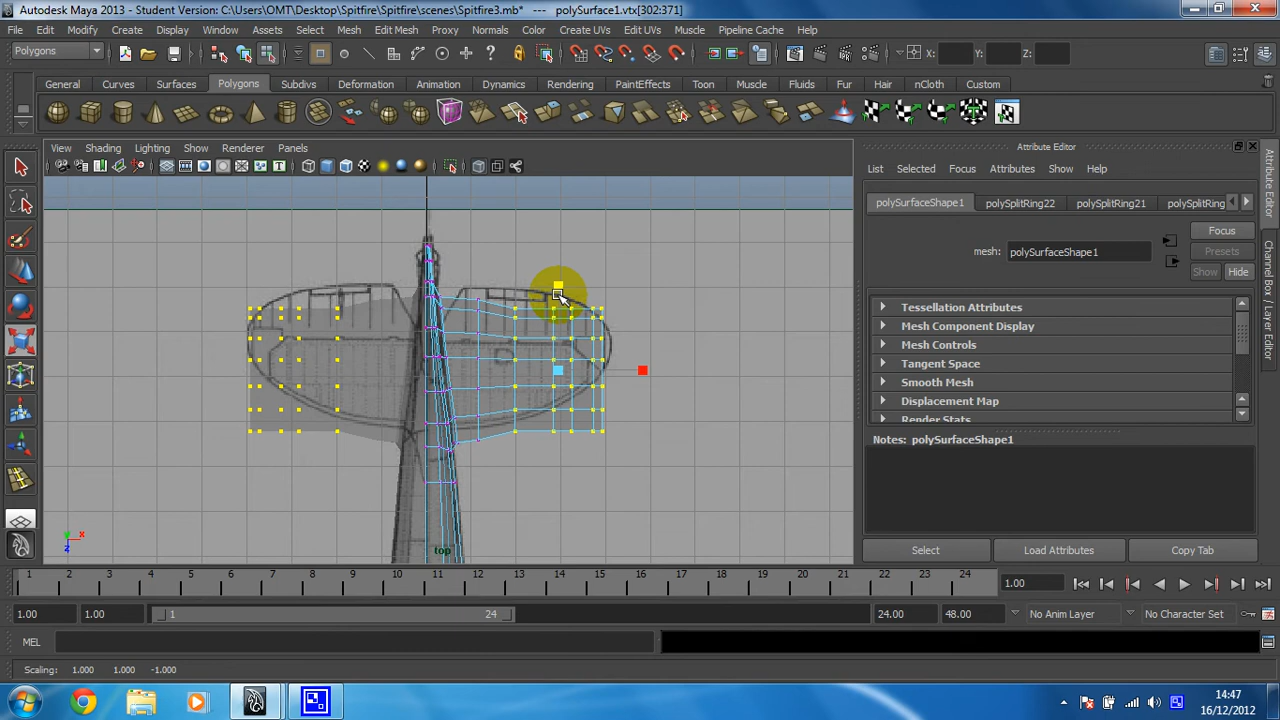 Autodesk Maya 2013 - Student Version: C:\Users\OMT\Desktop\Spitfire\Spitfire\scenes\Spitfire3.mb* --- polySurface1.vtx[302:371]
File Edit Modify Create Display Window Assets Select Mesh Edit Mesh Proxy Normals Color Create UVs Edit UVs Muscle Pipeline Cache Help
Polygons X: Y: Z:
General Curves Surfaces Polygons Subdivs Deformation Animation Dynamics Rendering PaintEffects Toon Muscle Fluids Fur Hair nCloth Custom
View Shading Lighting Show Renderer Panels
Attribute Editor
List Selected Focus Attributes Show Help
polySurfaceShape1 polySplitRing22 polySplitRing21 polySplitRing
mesh: polySurfaceShape1
Focus
Presets
Show Hide
Tessellation Attributes
Mesh Component Display
Mesh Controls
Tangent Space
Smooth Mesh
Displacement Map
Render Stats
Notes: polySurfaceShape1
Select Load Attributes Copy Tab
Attribute Editor
Channel Box / Layer Editor
y x
z
top
1 2 3 4 5 6 7 8 9 10 11 12 13 14 15 16 17 18 19 20 21 22 23 24 1.00
1.00 1.00 1 24 24.00 48.00 No Anim Layer No Character Set
MEL
Scaling: 1.000 1.000 -1.000
14:47
16/12/2012